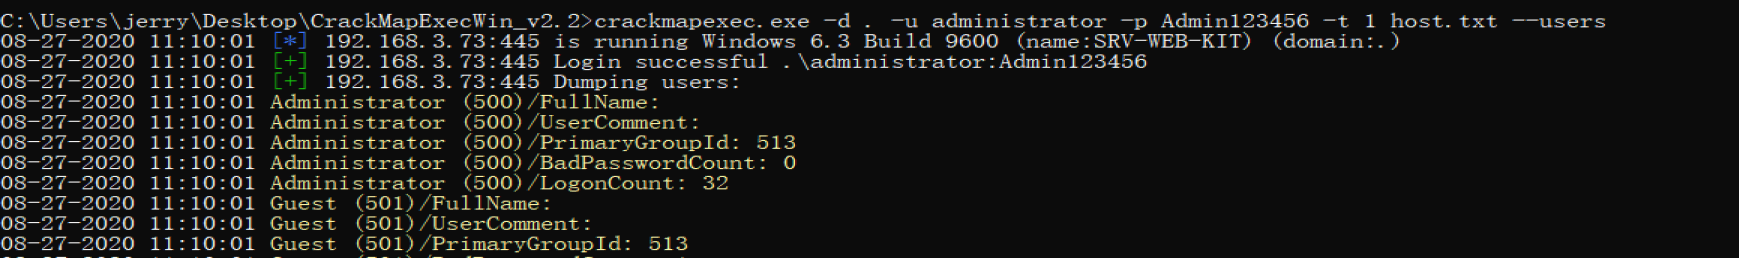 C:\Users\jerry\Desktop\CrackMapExecWin_v2.2>crackmapexec.exe -d . -u administrator -p Admin123456 -t 1 host.txt --users
08-27-2020 11:10:01 [*] 192.168.3.73:445 is running Windows 6.3 Build 9600 (name:SRV-WEB-KIT) (domain:.)
08-27-2020 11:10:01 [+] 192.168.3.73:445 Login successful .\administrator:Admin123456
08-27-2020 11:10:01 [+] 192.168.3.73:445 Dumping users:
08-27-2020 11:10:01 Administrator (500)/FullName:
08-27-2020 11:10:01 Administrator (500)/UserComment:
08-27-2020 11:10:01 Administrator (500)/PrimaryGroupId: 513
08-27-2020 11:10:01 Administrator (500)/BadPasswordCount: 0
08-27-2020 11:10:01 Administrator (500)/LogonCount: 32
08-27-2020 11:10:01 Guest (501)/FullName:
08-27-2020 11:10:01 Guest (501)/UserComment:
08-27-2020 11:10:01 Guest (501)/PrimaryGroupId: 513